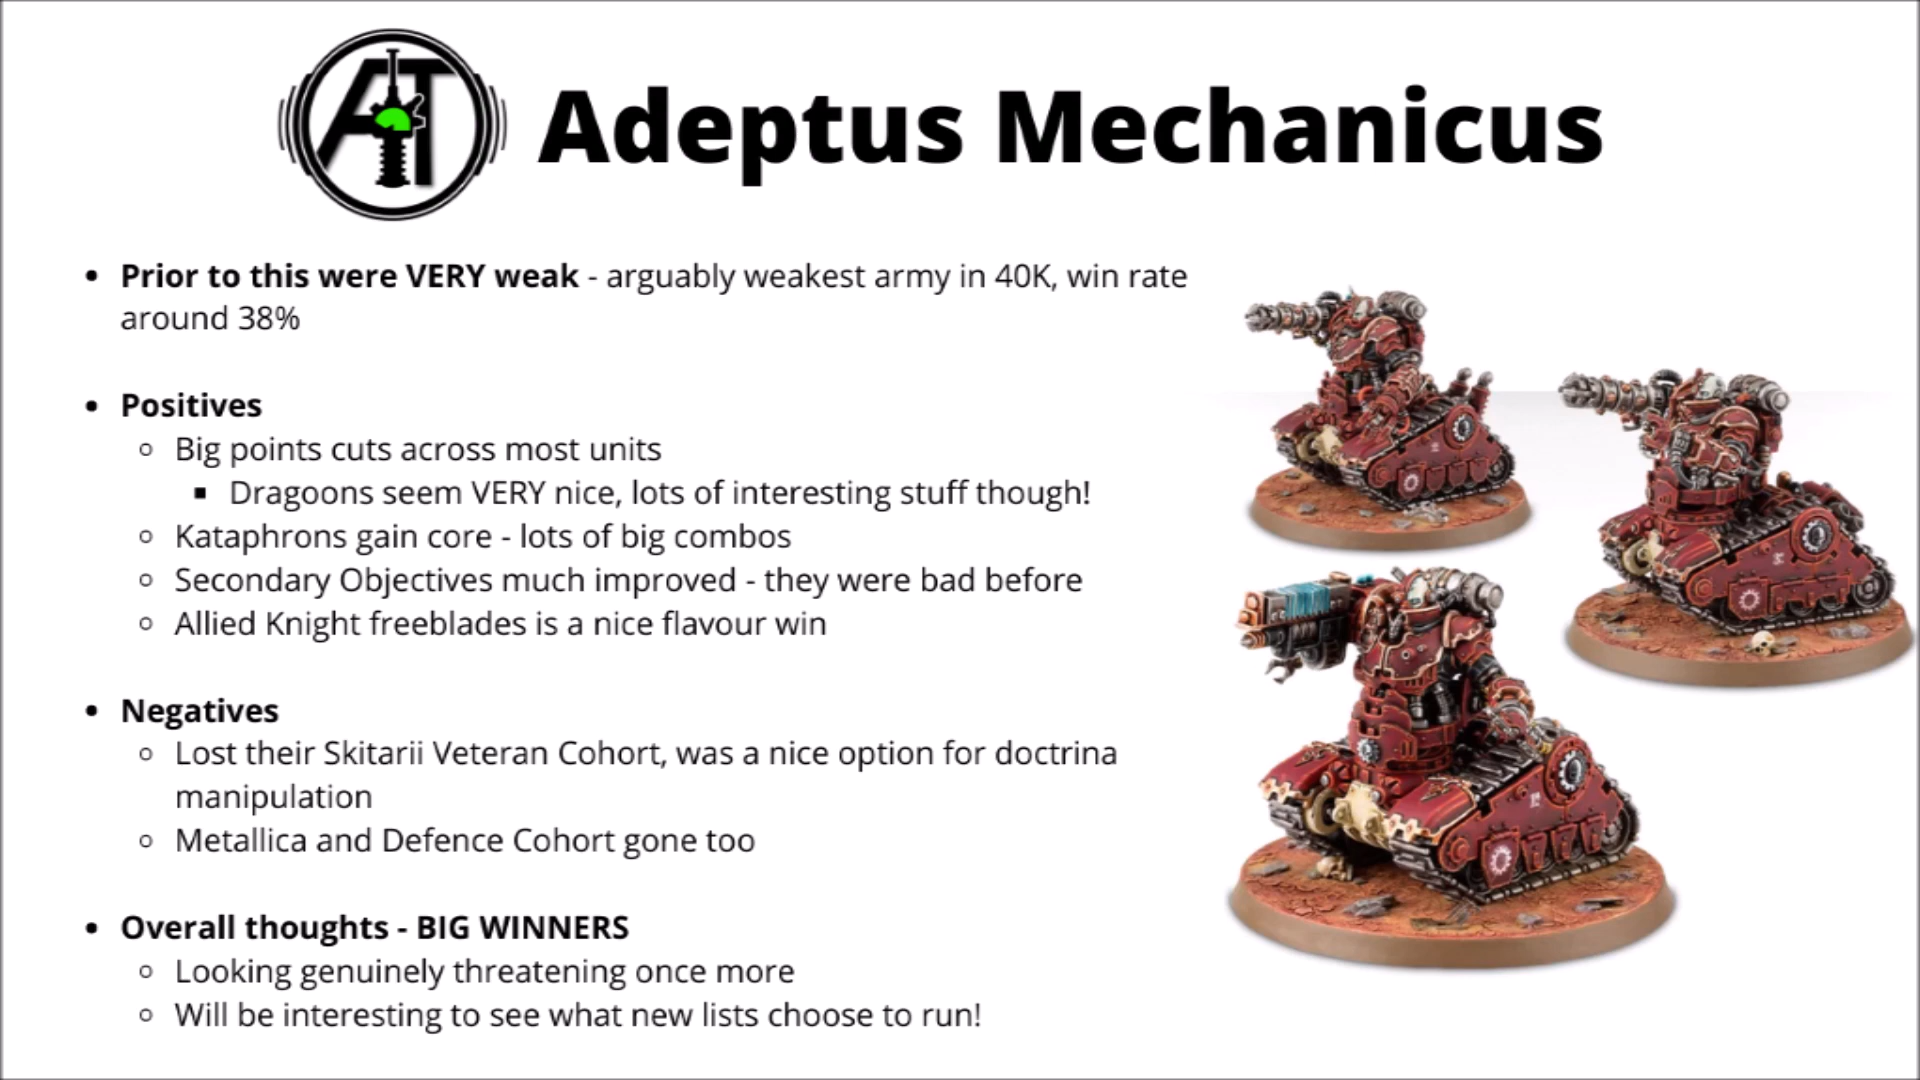 AT
Adeptus Mechanicus
• Prior to this were VERY weak - arguably weakest army in 40K, win rate
around 38%
• Positives
◦ Big points cuts across most units
▪ Dragoons seem VERY nice, lots of interesting stuff though!
◦ Kataphrons gain core - lots of big combos
◦ Secondary Objectives much improved - they were bad before
◦ Allied Knight freeblades is a nice flavour win
• Negatives
◦ Lost their Skitarii Veteran Cohort, was a nice option for doctrina
manipulation
◦ Metallica and Defence Cohort gone too
• Overall thoughts - BIG WINNERS
◦ Looking genuinely threatening once more
◦ Will be interesting to see what new lists choose to run!